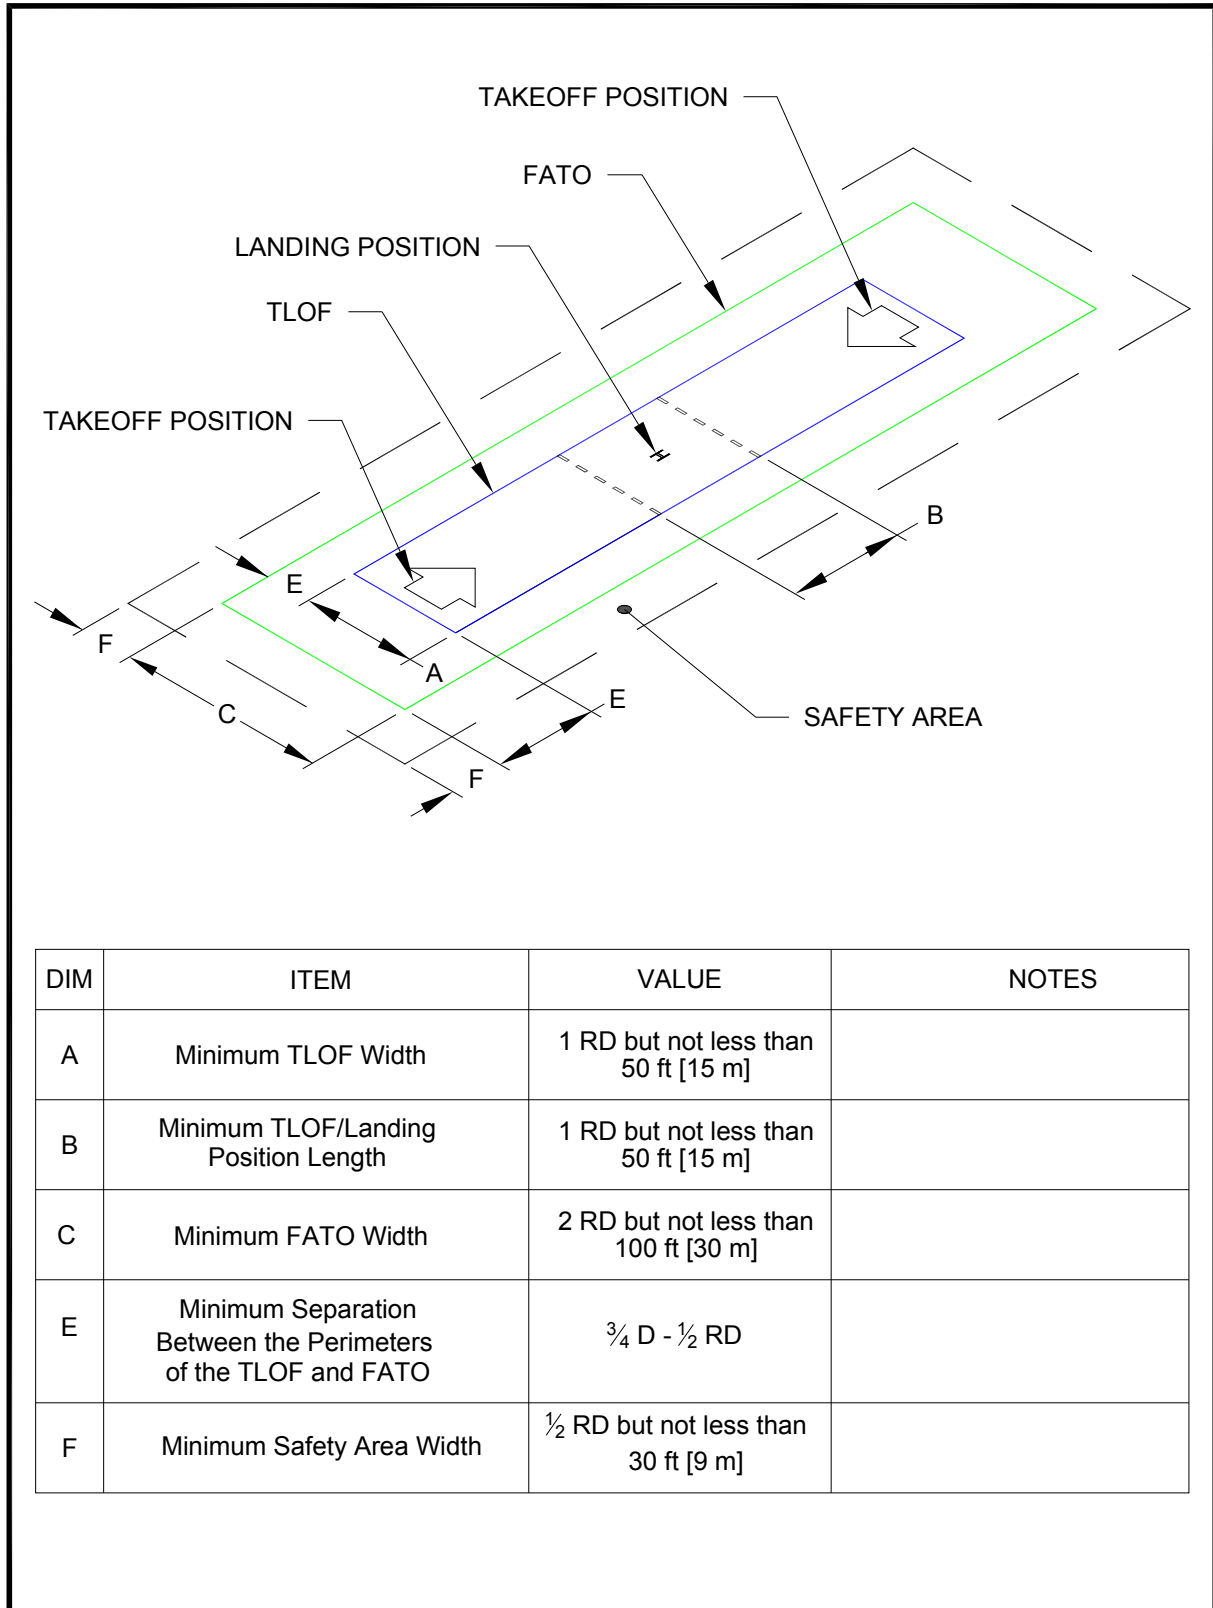 TAKEOFF POSITION
FATO
LANDING POSITION
TLOF
TAKEOFF POSITION
B
E
F
A
E
C
SAFETY AREA
F
DIM ITEM VALUE NOTES
A Minimum TLOF Width 1 RD but not less than
50 ft [15 m]
B Minimum TLOF/Landing 1 RD but not less than
Position Length 50 ft [15 m]
C Minimum FATO Width 2 RD but not less than
100 ft [30 m]
E Minimum Separation
Between the Perimeters ¾ D - ½ RD
of the TLOF and FATO
F Minimum Safety Area Width ½ RD but not less than
30 ft [9 m]
H